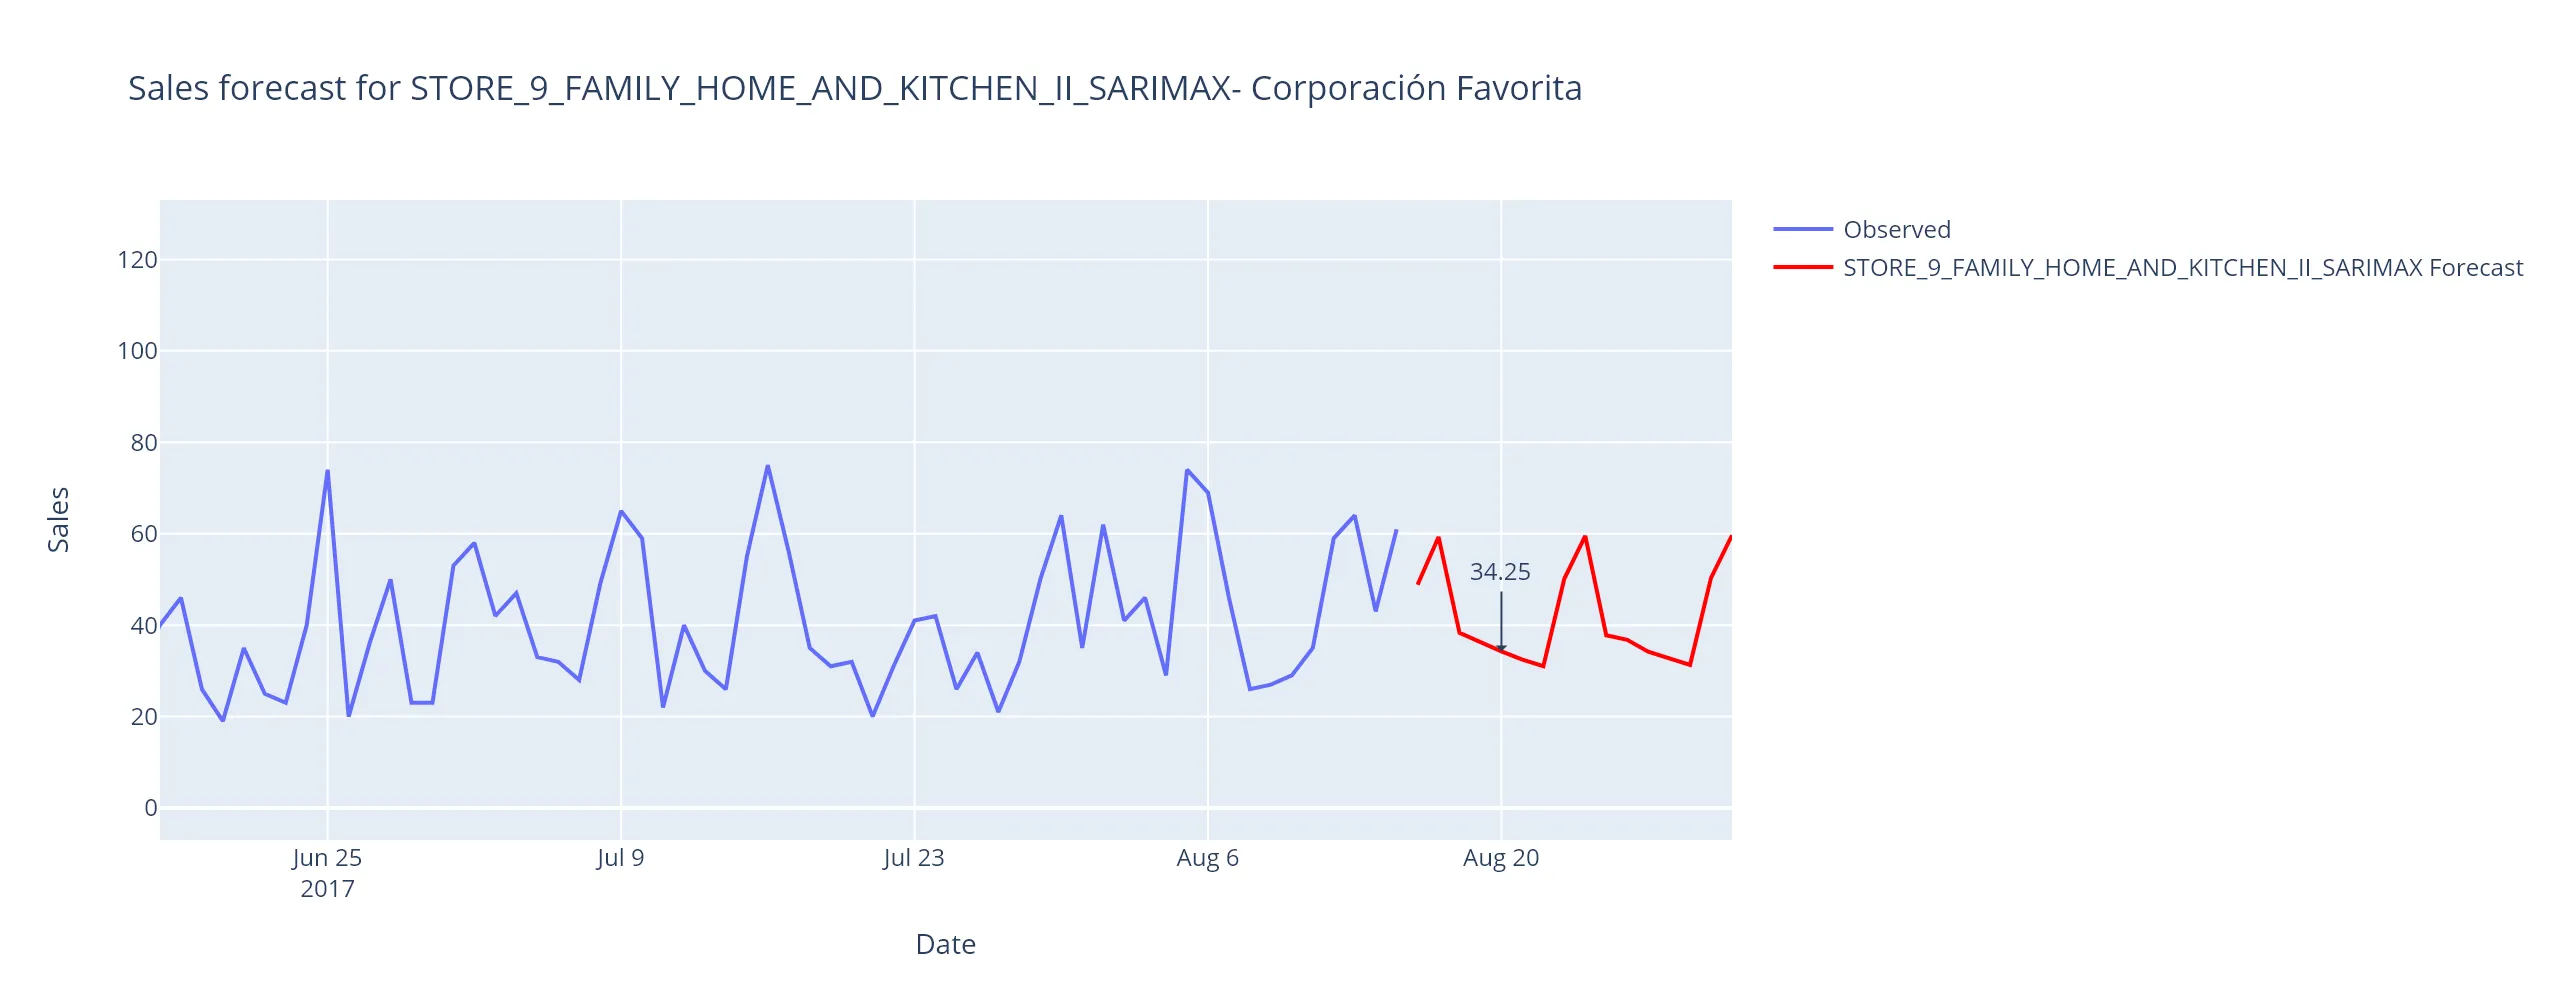 Sales forecast for STORE_9_FAMILY_HOME_AND_KITCHEN_II_SARIMAX- Corporación Favorita
Observed
STORE_9_FAMILY_HOME_AND_KITCHEN_II_SARIMAX Forecast
120
100
80
60
40
20
0
Sales
34.25
Jun 25
2017
Jul 9
Jul 23
Aug 6
Aug 20
Date